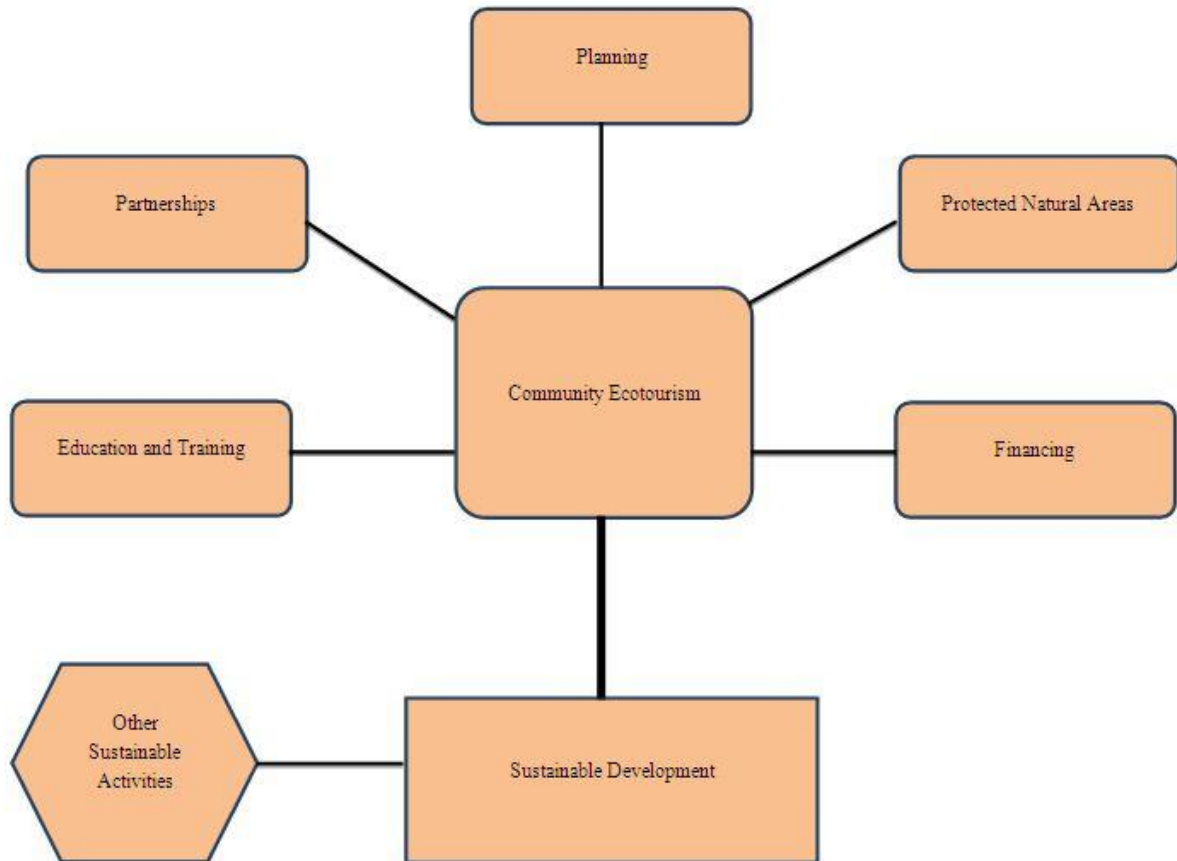 Planning
Partnerships
Protected Natural Areas
Community Ecotourism
Education and Training
Financing
Other
Sustainable
Activities
Sustainable Development